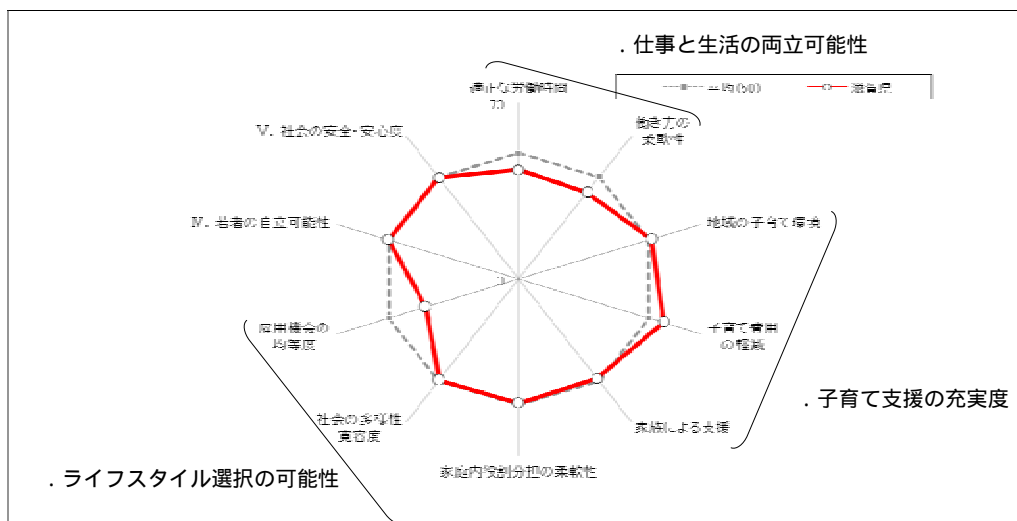 . 仕事と生活の両立可能性
適正な労働時間
70
平均(50)
滋賀県
働き方の
柔軟性
Ⅴ. 社会の安全・安心度
Ⅳ. 若者の自立可能性
地域の子育て環境
雇用機会の
均等度
子育て費用
の軽減
. 子育て支援の充実度
社会の多様性
寛容度
家族による支援
家庭内役割分担の柔軟性
. ライフスタイル選択の可能性